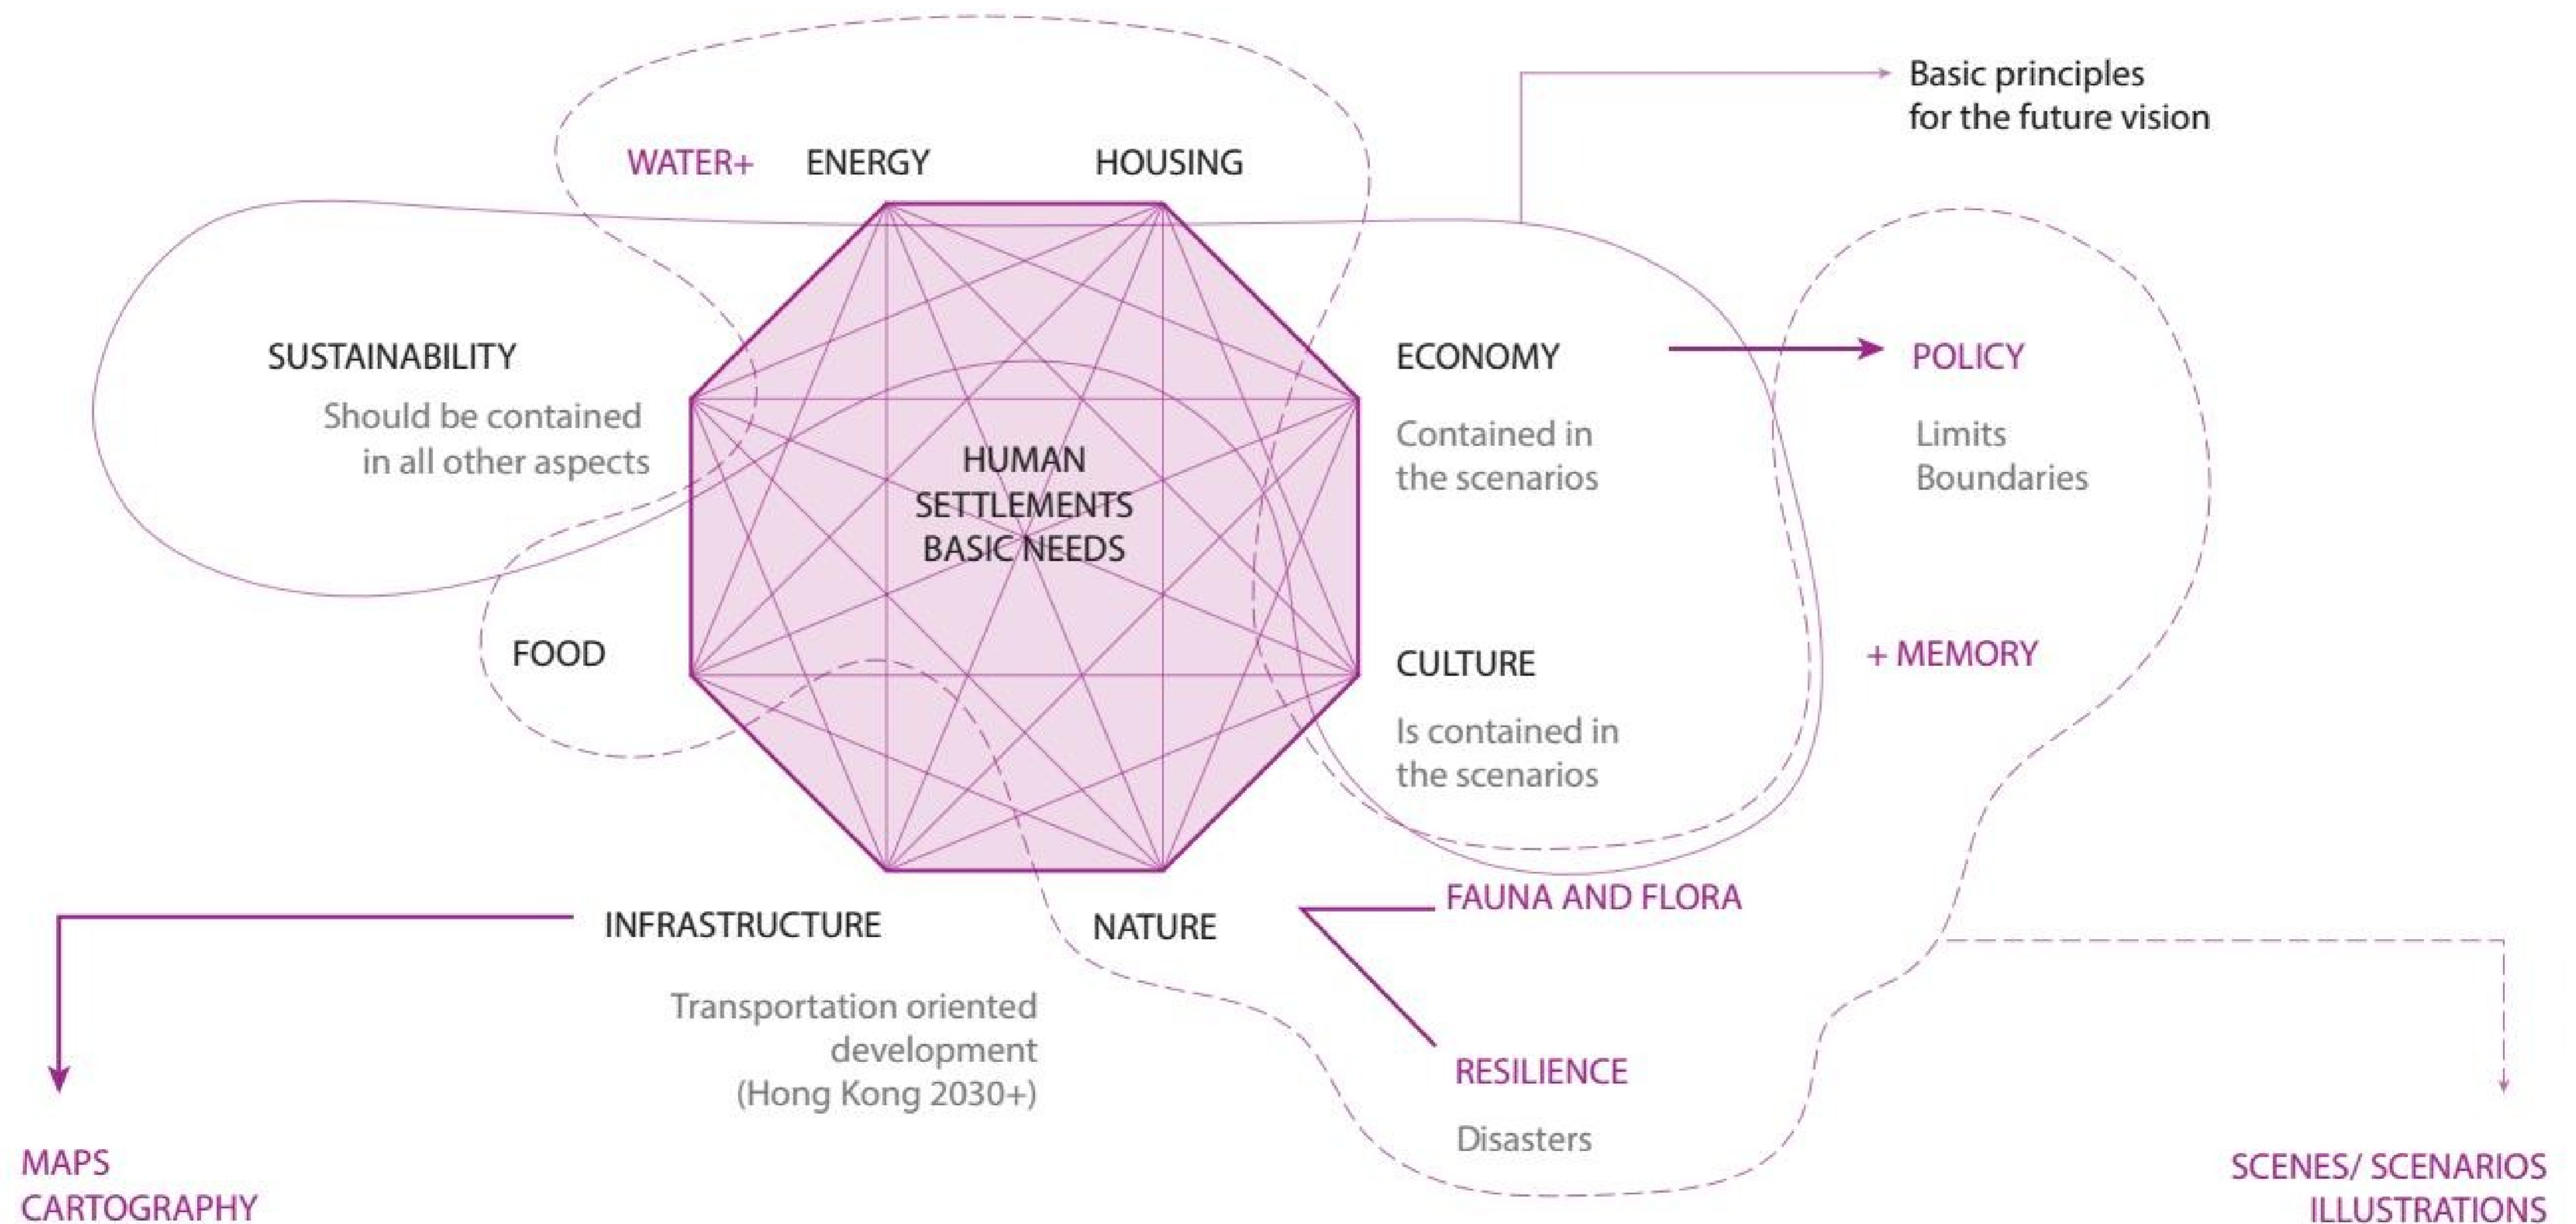 Basic principles
for the future vision
WATER+ ENERGY HOUSING
SUSTAINABILITY
Should be contained
in all other aspects
HUMAN
SETTLEMENTS
BASIC NEEDS
ECONOMY
Contained in
the scenarios
POLICY
Limits
Boundaries
FOOD
CULTURE
Is contained in
the scenarios
+ MEMORY
INFRASTRUCTURE
Transportation oriented
development
(Hong Kong 2030+)
NATURE
FAUNA AND FLORA
RESILIENCE
Disasters
MAPS
CARTOGRAPHY
SCENES/ SCENARIOS
ILLUSTRATIONS